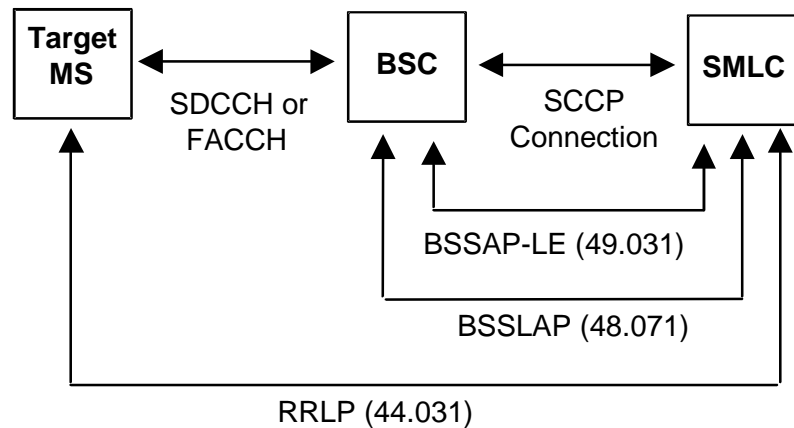 Target
MS
BSC
SMLC
SDCCH or
FACCH
SCCP
Connection
BSSAP-LE (49.031)
BSSLAP (48.071)
RRLP (44.031)